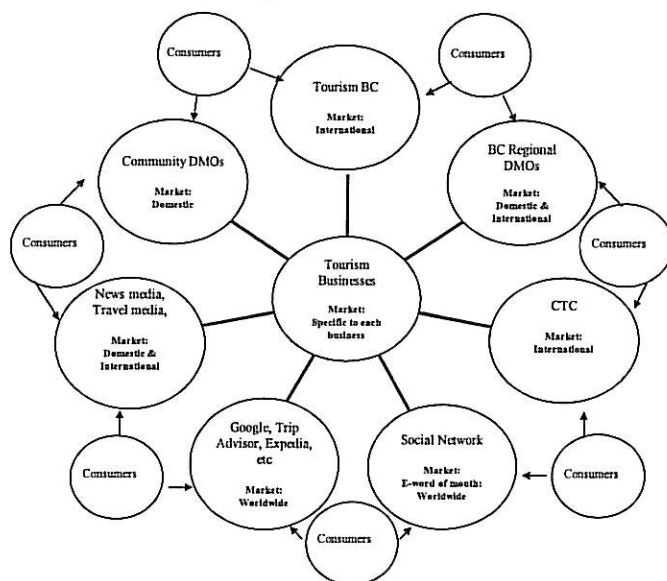 Consumers
Consumers
Tourism BC
Market:
International
Community DMOs
Market:
Domestic
BC Regional
DMOs
Market:
Domestic &
International
Consumers
Consumers
Tourism
Businesses
Market:
Specific to each
business
News media,
Travel media,
Market:
Domestic &
International
CTC
Market:
International
Google, Trip
Advisor, Expedia,
etc
Market:
Worldwide
Social Network
Market:
E-word of mouth:
Worldwide
Consumers
Consumers
Consumers